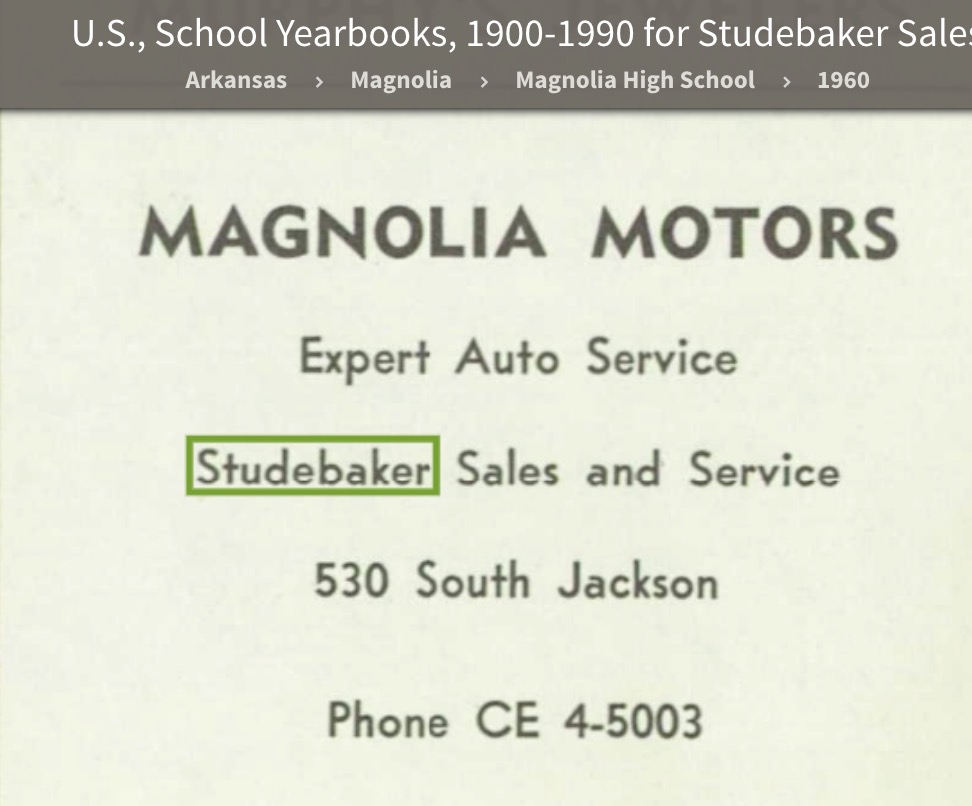 U.S., School Yearbooks, 1900-1990 for Studebaker Sales
Arkansas > Magnolia > Magnolia High School > 1960
MAGNOLIA MOTORS
Expert Auto Service
Studebaker Sales and Service
530 South Jackson
Phone CE 4-5003